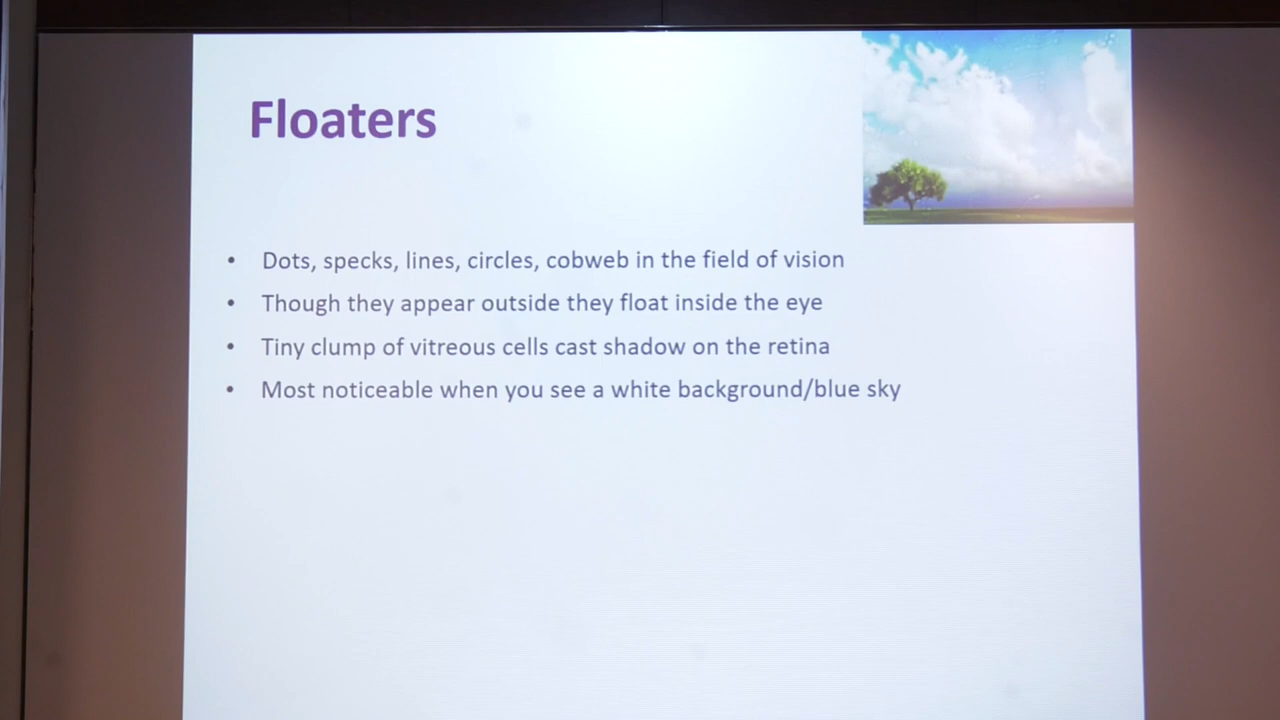 Floaters
• Dots, specks, lines, circles, cobweb in the field of vision
• Though they appear outside they float inside the eye
• Tiny clump of vitreous cells cast shadow on the retina
• Most noticeable when you see a white background/blue sky